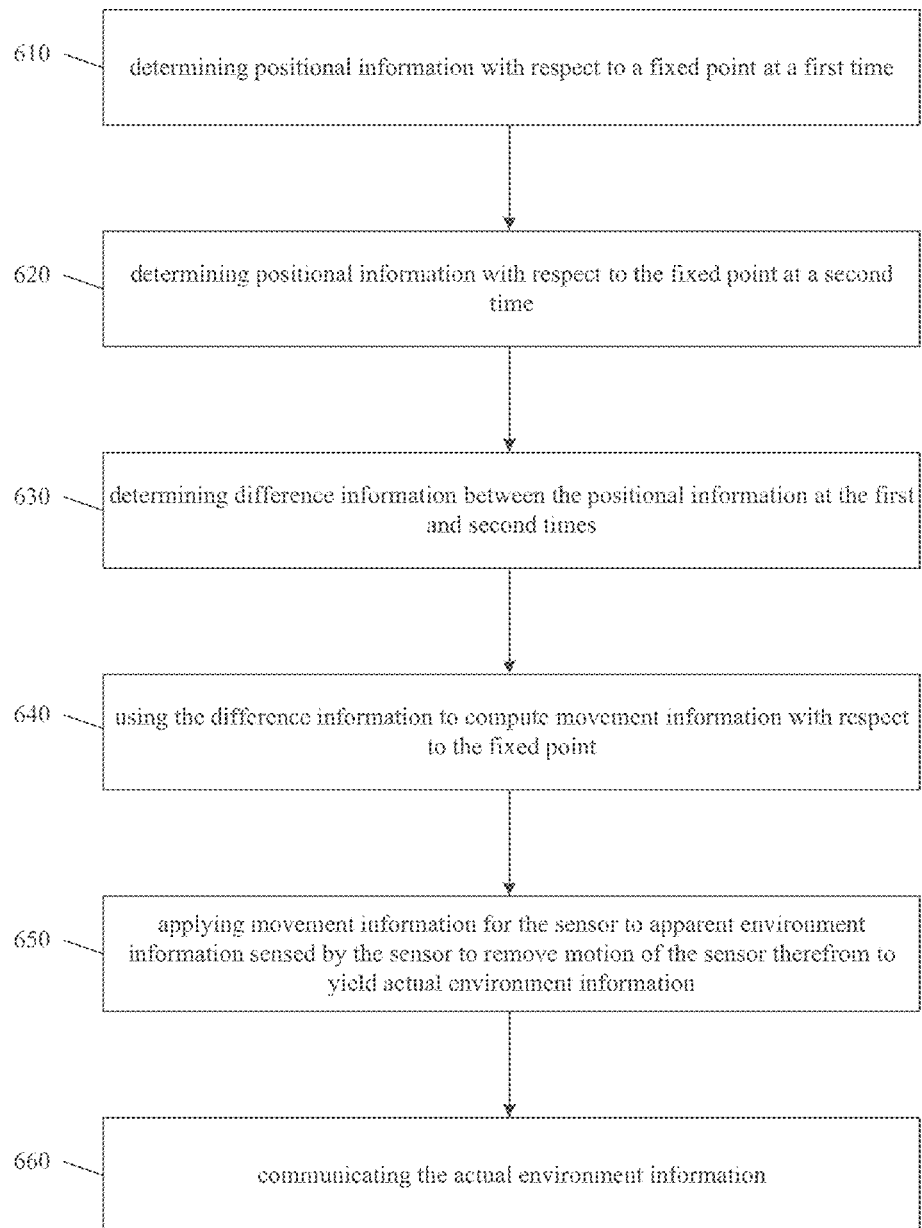 610
determining positional information with respect to a fixed point at a first time
620
determining positional information with respect to the fixed point at a second
time
630
determining difference information between the positional information at the first
and second times
640
using the difference information to compute movement information with respect
to the fixed point
650
applying movement information for the sensor to apparent environment
information sensed by the sensor to remove motion of the sensor therefrom to
yield actual environment information
660
communicating the actual environment information